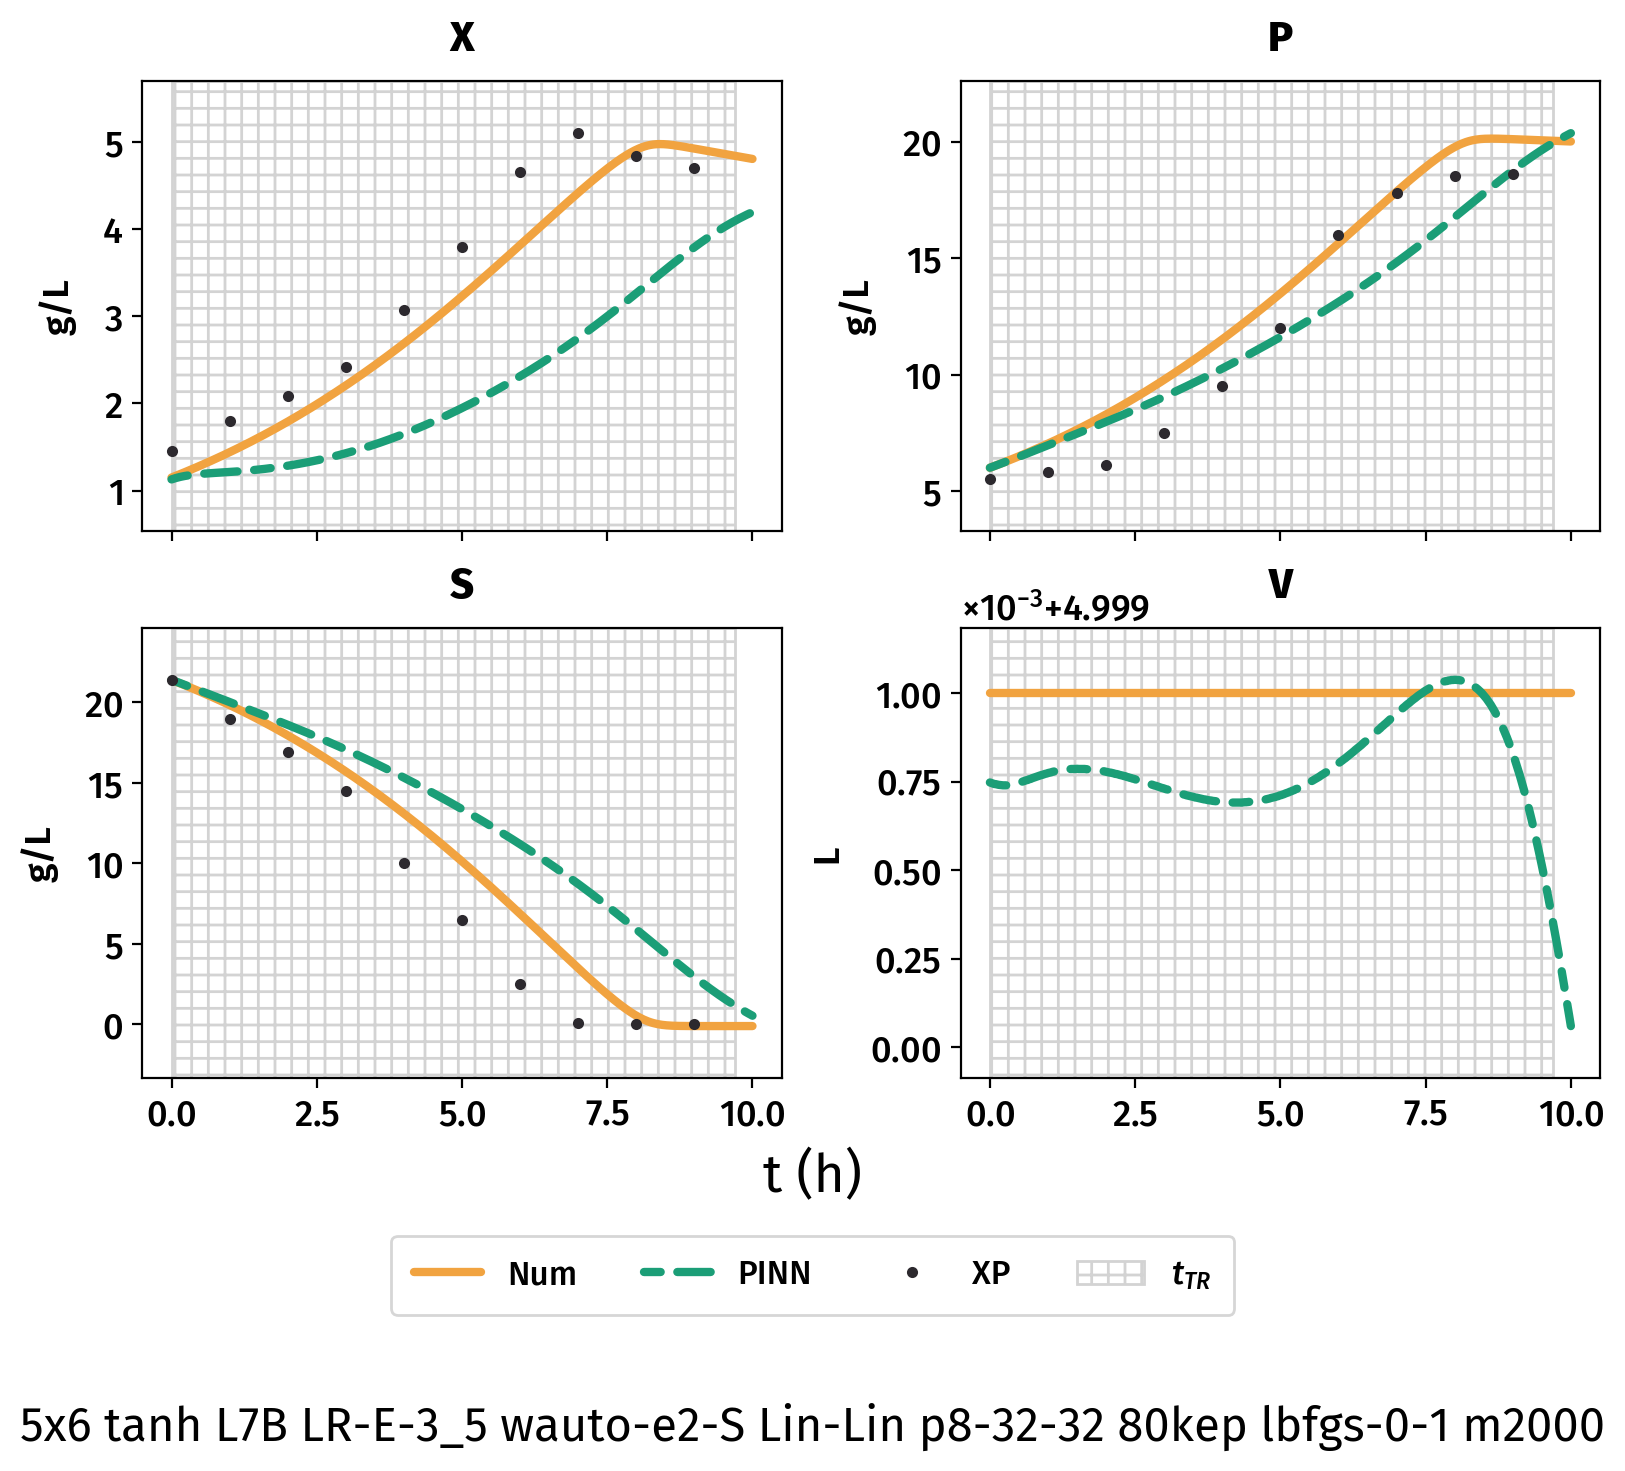 X
P
g/L
5
4
3
2
1
g/L
20
15
10
5
S
V
×10⁻³+4.999
g/L
20
15
10
5
0
L
1.00
0.75
0.50
0.25
0.00
0.0 2.5 5.0 7.5 10.0
0.0 2.5 5.0 7.5 10.0
t (h)
Num PINN XP t_TR
5x6 tanh L7B LR-E-3_5 wauto-e2-S Lin-Lin p8-32-32 80kep lbfgs-0-1 m2000